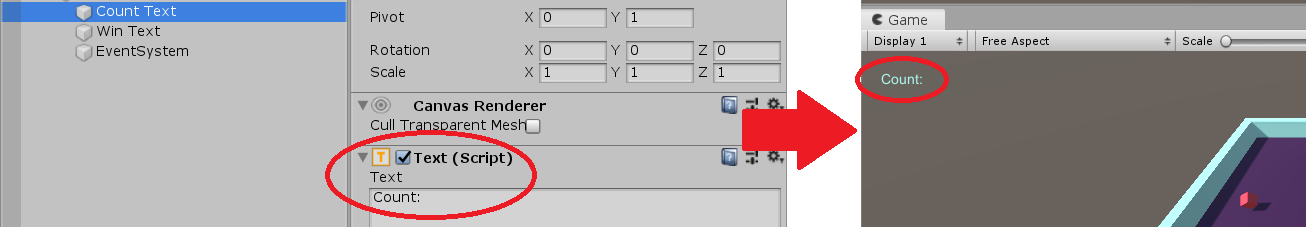 Count Text
Win Text
EventSystem
Pivot X 0 Y 1
Rotation X 0 Y 0 Z 0
Scale X 1 Y 1 Z 1
Canvas Renderer
Cull Transparent Mesh
T Text (Script)
Text
Count:
Game
Display 1 Free Aspect Scale
Count: